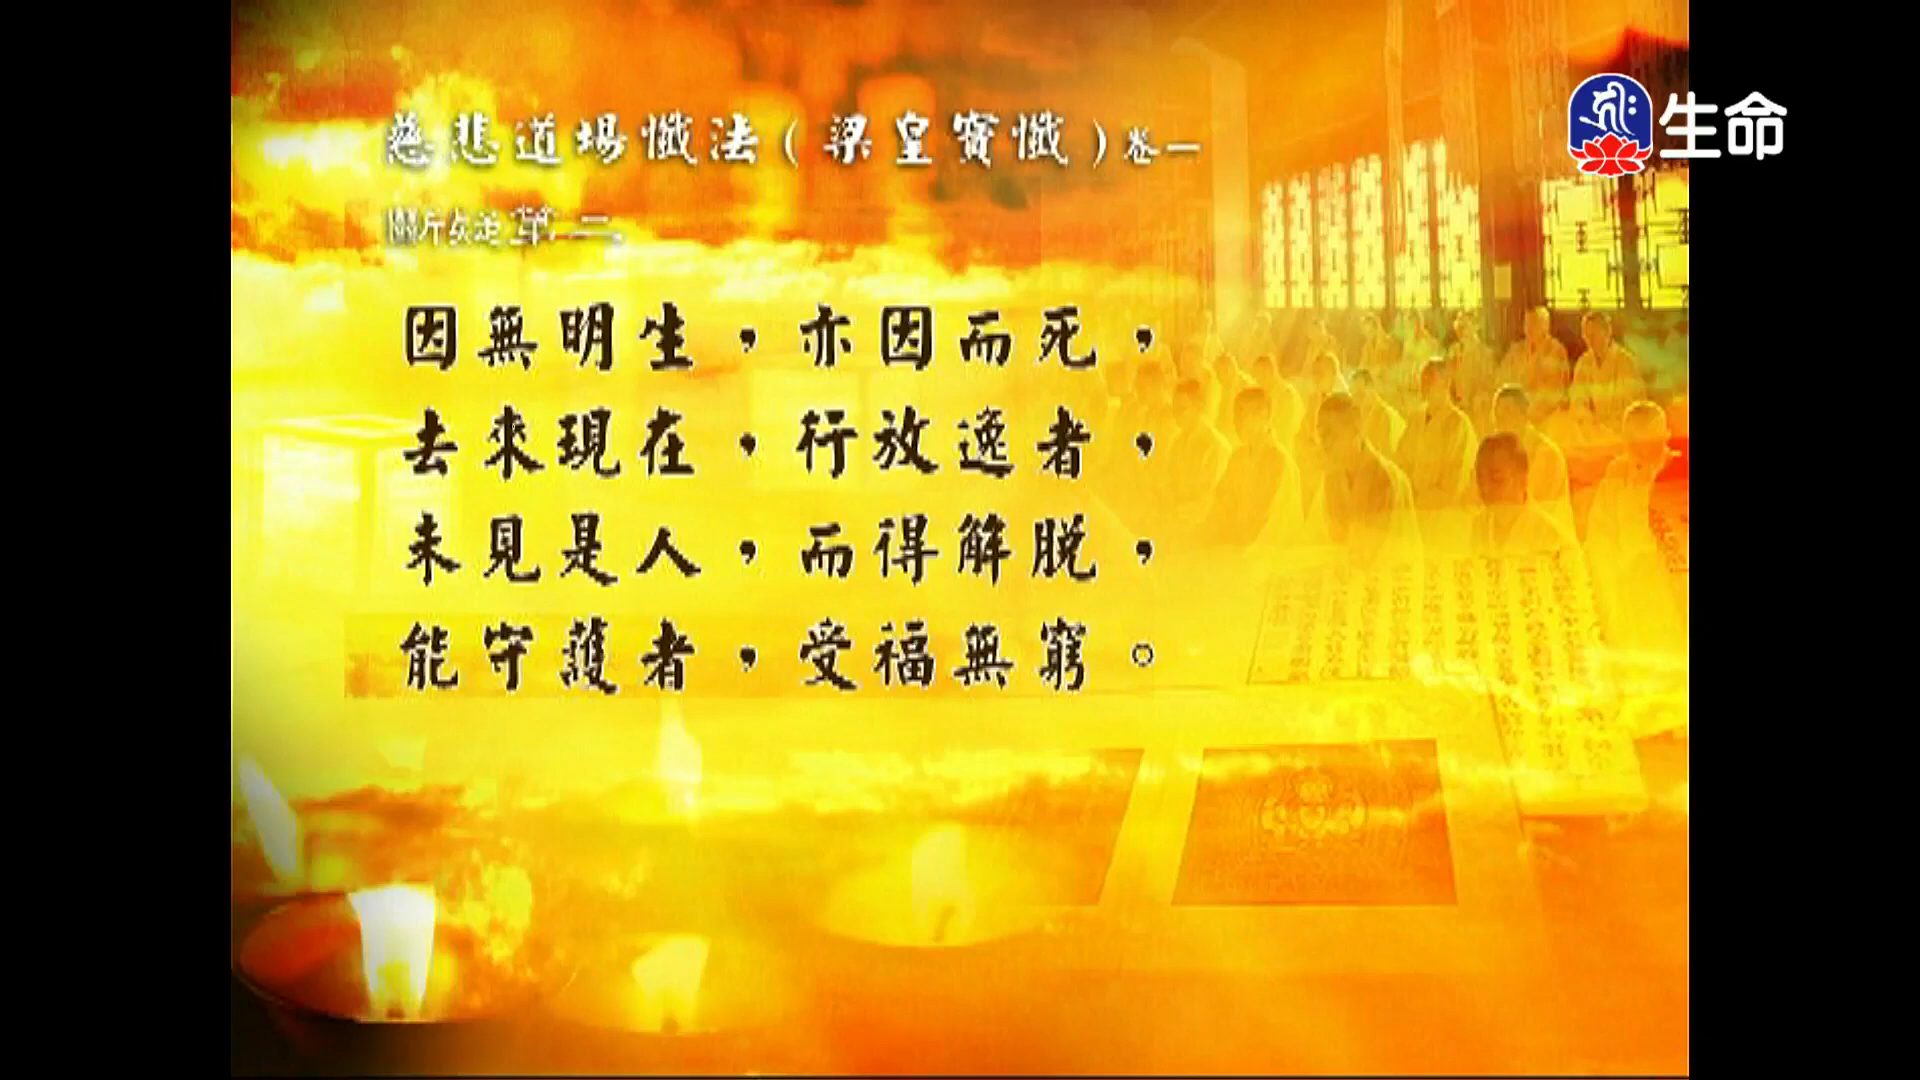 慈悲道場懺法(梁皇寶懺)卷一
生命
斷疑第二
因無明生，亦因而死，
去來現在，行放逸者，
未見是人，而得解脫，
能守護者，受福無窮。